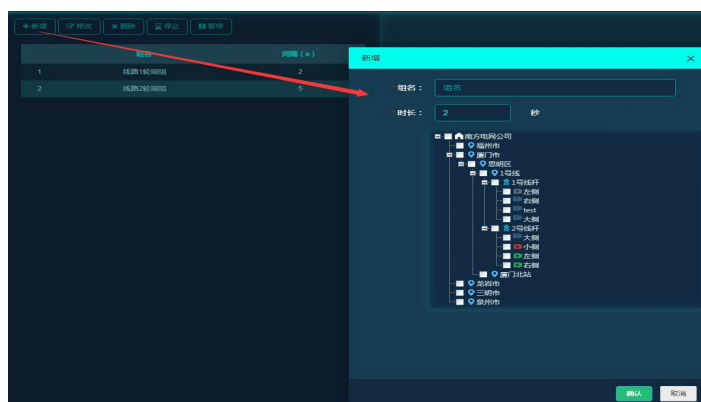 新增 修改 删除 停止 暂停
组名 间隔(s)
1 线路1轮询组 2
2 线路2轮询组 5
新增
组名： 组名
时长： 2 秒
南方电网公司
福州市
厦门市
思明区
1号线
1号线杆
左侧
右侧
test
大侧
2号线杆
大侧
小侧
左侧
右侧
厦门北站
龙岩市
三明市
泉州市
确认 取消